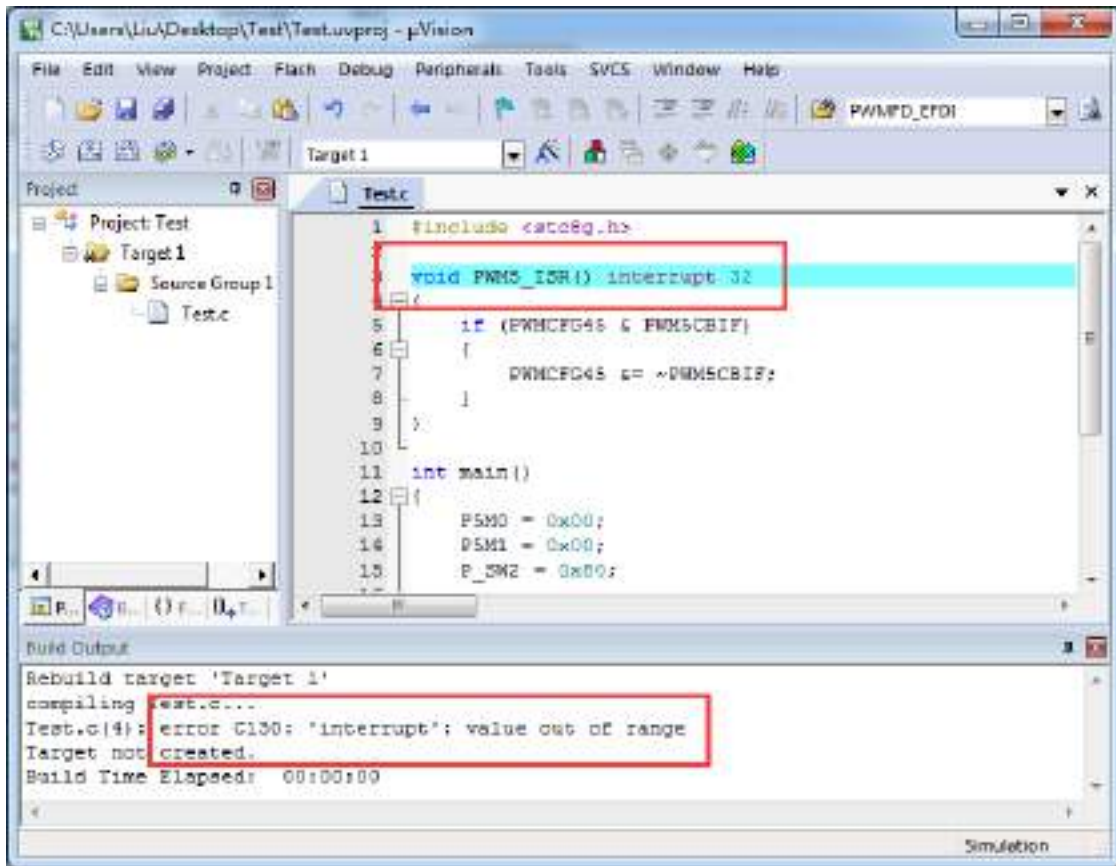 C:\Users\Liu\Desktop\Test\Test.uvproj - µVision
File Edit View Project Flash Debug Peripherals Tools SVCS Window Help
PWMFD_EFDI
Target 1
Project
Test.c
Project: Test
Target 1
Source Group 1
Test.c
1 #include <stc8g.h>
2
3 void PWM5_ISR() interrupt 32
4 {
5 if (PWMCFG45 & PWM5CBIF)
6 {
7 PWMCFG45 &= ~PWM5CBIF;
8 }
9 }
10
11 int main()
12 {
13 P5M0 = 0x00;
14 P5M1 = 0x00;
15 P_SW2 = 0x80;
Build Output
Rebuild target 'Target 1'
compiling Test.c...
Test.c(4): error C130: 'interrupt': value out of range
Target not created.
Build Time Elapsed: 00:00:00
Simulation